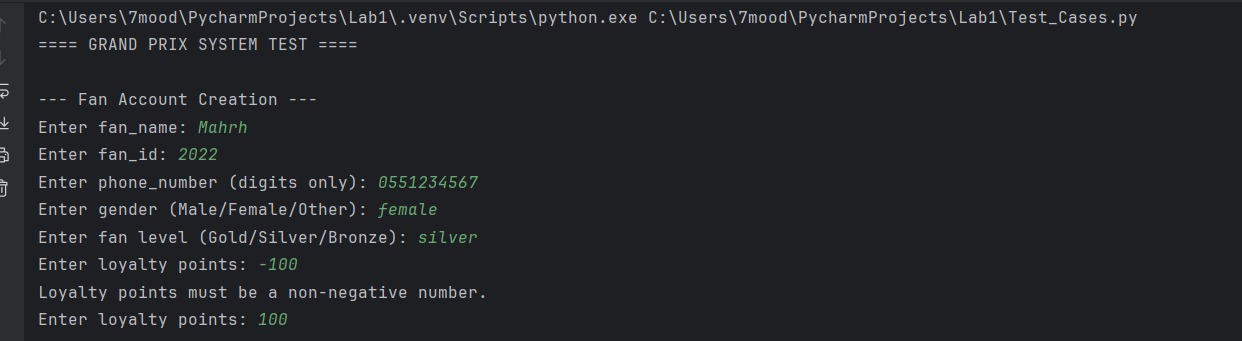 C:\Users\7mood\PycharmProjects\Lab1\.venv\Scripts\python.exe C:\Users\7mood\PycharmProjects\Lab1\Test_Cases.py
==== GRAND PRIX SYSTEM TEST ====
--- Fan Account Creation ---
Enter fan_name: Mahrh
Enter fan_id: 2022
Enter phone_number (digits only): 0551234567
Enter gender (Male/Female/Other): female
Enter fan level (Gold/Silver/Bronze): silver
Enter loyalty points: -100
Loyalty points must be a non-negative number.
Enter loyalty points: 100